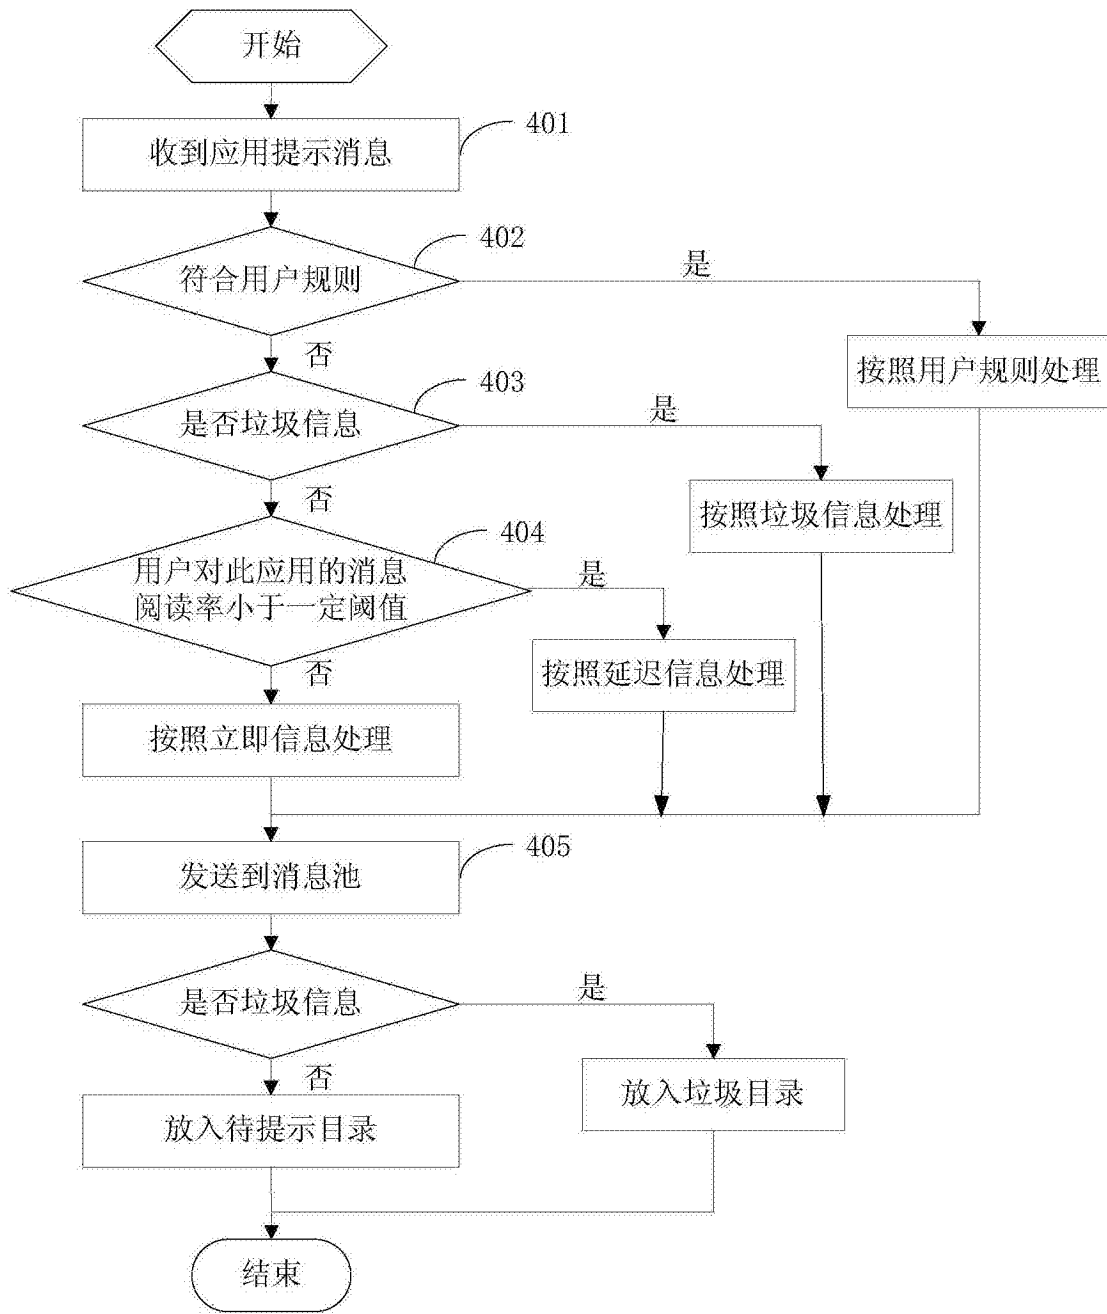 开始
收到应用提示消息
401
符合用户规则
402
是
按照用户规则处理
否
是否垃圾信息
403
是
按照垃圾信息处理
否
用户对此应用的消息
阅读率小于一定阈值
404
是
按照延迟信息处理
否
按照立即信息处理
发送到消息池
405
是否垃圾信息
是
放入垃圾目录
否
放入待提示目录
结束